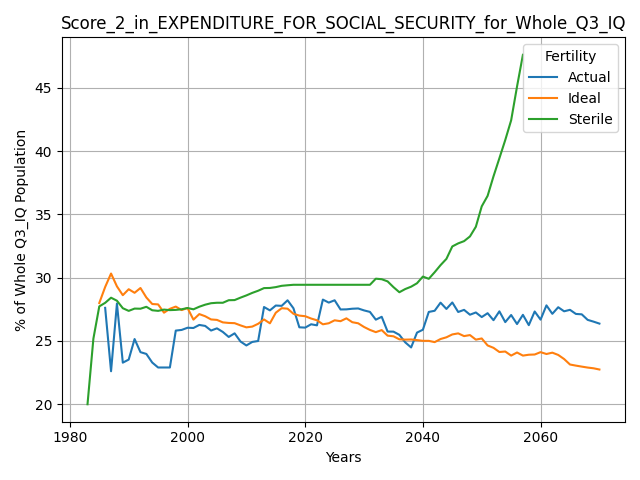 Score_2_in_EXPENDITURE_FOR_SOCIAL_SECURITY_for_Whole_Q3_IQ
Fertility
Actual
Ideal
Sterile
% of Whole Q3_IQ Population
45
40
35
30
25
20
1980
2000
2020
2040
2060
Years